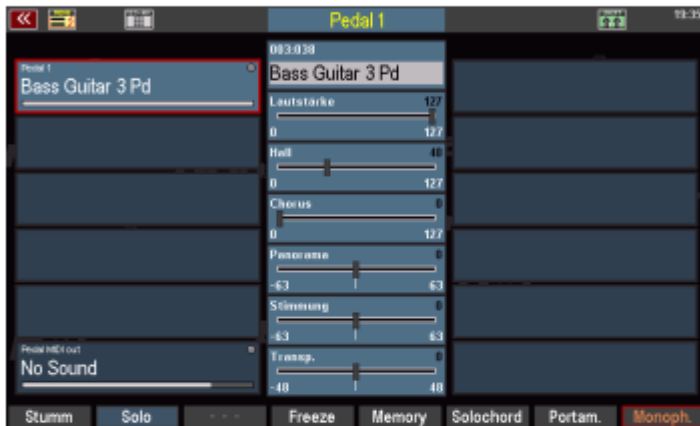 Pedal 1
19:35
003:038
Pedal 1
Bass Guitar 3 Pd
Bass Guitar 3 Pd
Lautstärke 127
0 127
Hall 40
0 127
Chorus 0
0 127
Panorama 0
-63 63
Stimmung 0
-63 63
Pedal MIDI out
No Sound
Transp. 0
-48 48
Stumm Solo - - - Freeze Memory Solochord Portam. Monoph.